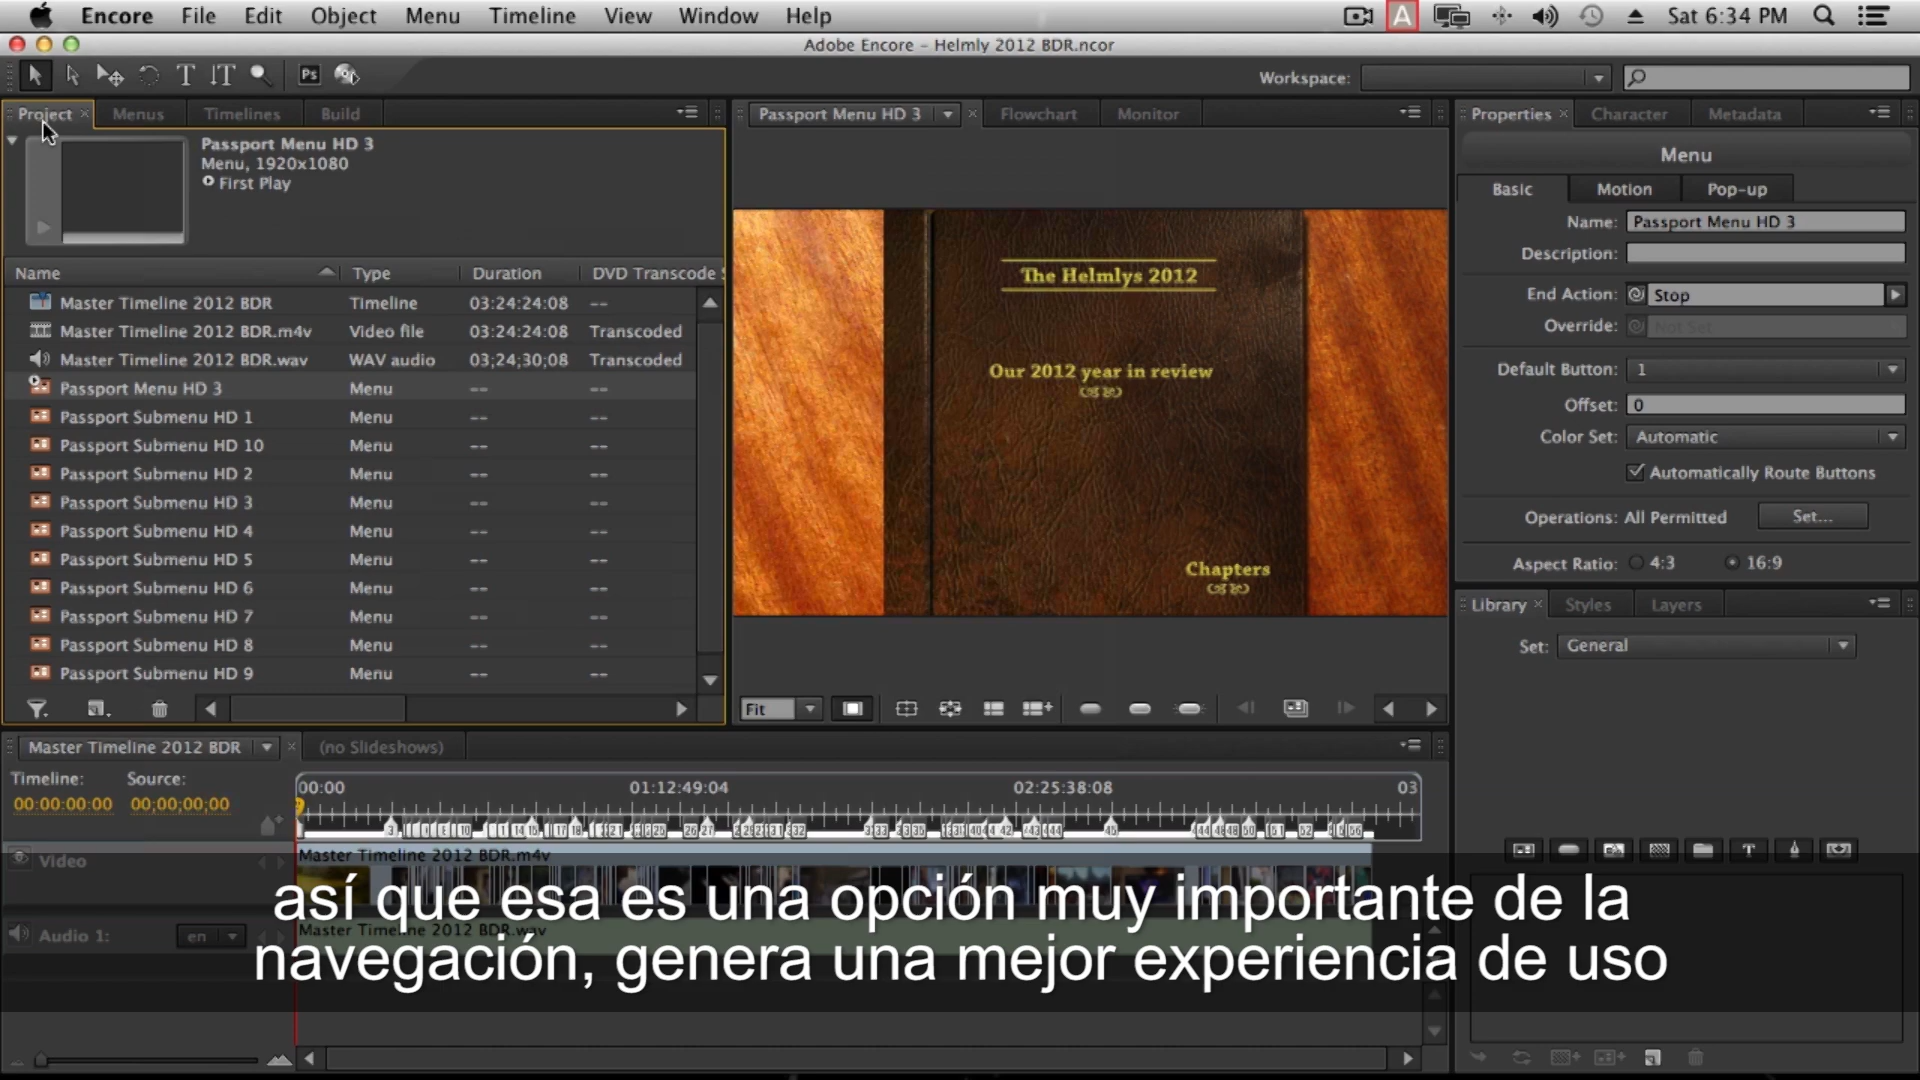 Encore File Edit Object Menu Timeline View Window Help
A Sat 6:34 PM
Adobe Encore – Helmly 2012 BDR.ncor
T T Ps Workspace:
Project Menus Timelines Build
Passport Menu HD 3
Menu, 1920x1080
First Play
Name Type Duration DVD Transcode S
Master Timeline 2012 BDR Timeline 03:24:24:08 --
Master Timeline 2012 BDR.m4v Video file 03:24:24:08 Transcoded
Master Timeline 2012 BDR.wav WAV audio 03;24;30;08 Transcoded
Passport Menu HD 3 Menu -- --
Passport Submenu HD 1 Menu -- --
Passport Submenu HD 10 Menu -- --
Passport Submenu HD 2 Menu -- --
Passport Submenu HD 3 Menu -- --
Passport Submenu HD 4 Menu -- --
Passport Submenu HD 5 Menu -- --
Passport Submenu HD 6 Menu -- --
Passport Submenu HD 7 Menu -- --
Passport Submenu HD 8 Menu -- --
Passport Submenu HD 9 Menu -- --
Passport Menu HD 3 Flowchart Monitor
The Helmlys 2012
Our 2012 year in review
Chapters
Fit
Properties Character Metadata
Menu
Basic Motion Pop-up
Name: Passport Menu HD 3
Description:
End Action: Stop
Override: Not Set
Default Button: 1
Offset: 0
Color Set: Automatic
Automatically Route Buttons
Operations: All Permitted Set...
Aspect Ratio: 4:3 16:9
Library Styles Layers
Set: General
Master Timeline 2012 BDR (no Slideshows)
Timeline: Source:
00:00:00:00 00;00;00;00
00:00 01:12:49:04 02:25:38:08 03
Video
Master Timeline 2012 BDR.m4v
Audio 1: en
Master Timeline 2012 BDR.wav
así que esa es una opción muy importante de la
navegación, genera una mejor experiencia de uso